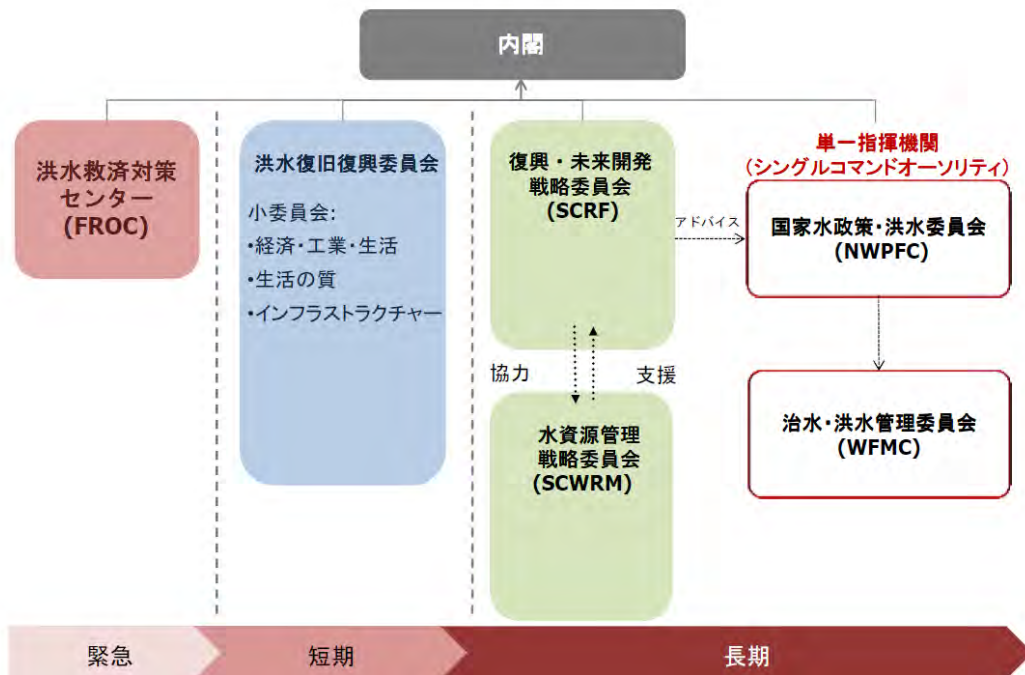 内閣
洪水救済対策
センター
(FROC)
洪水復旧復興委員会
小委員会:
•経済・工業・生活
•生活の質
•インフラストラクチャー
復興・未来開発
戦略委員会
(SCRF)
アドバイス
単一指揮機関
(シングルコマンドオーソリティ)
国家水政策・洪水委員会
(NWPFC)
協力
支援
水資源管理
戦略委員会
(SCWRM)
治水・洪水管理委員会
(WFMC)
緊急
短期
長期